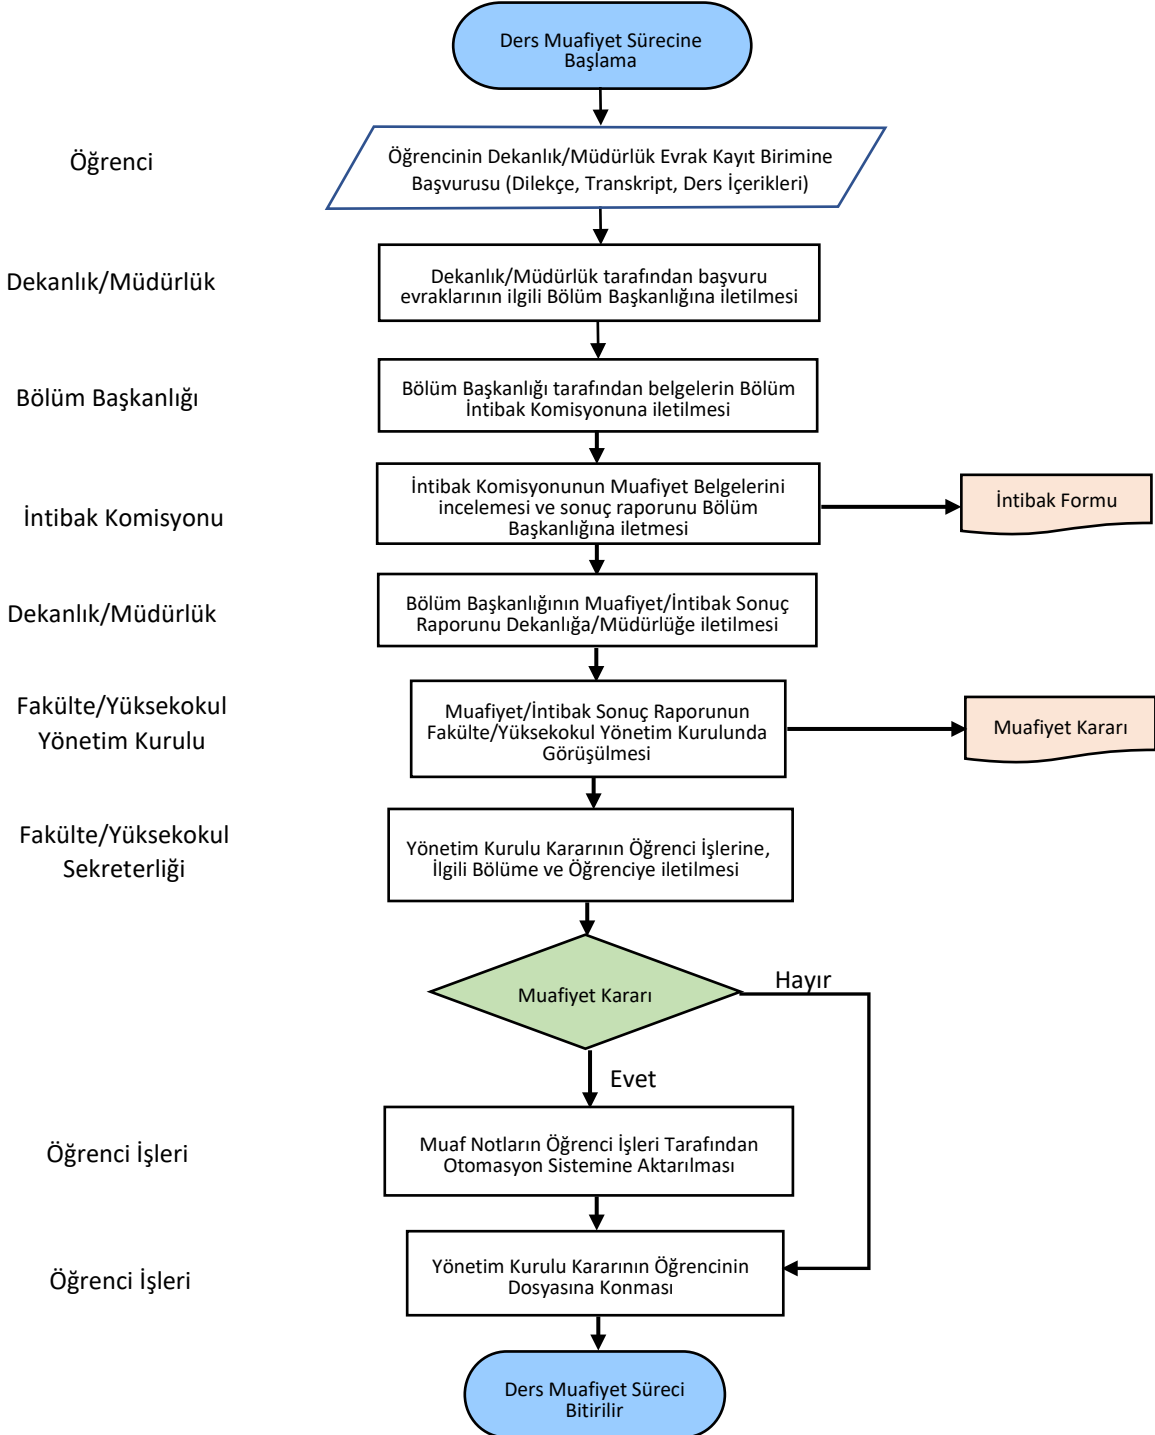 Ders Muafiyet Sürecine
Başlama
Öğrenci
Öğrencinin Dekanlık/Müdürlük Evrak Kayıt Birimine
Başvurusu (Dilekçe, Transkript, Ders İçerikleri)
Dekanlık/Müdürlük
Dekanlık/Müdürlük tarafından başvuru
evraklarının ilgili Bölüm Başkanlığına iletilmesi
Bölüm Başkanlığı
Bölüm Başkanlığı tarafından belgelerin Bölüm
İntibak Komisyonuna iletilmesi
İntibak Komisyonu
İntibak Komisyonunun Muafiyet Belgelerini
incelemesi ve sonuç raporunu Bölüm
Başkanlığına iletmesi
İntibak Formu
Dekanlık/Müdürlük
Bölüm Başkanlığının Muafiyet/İntibak Sonuç
Raporunu Dekanlığa/Müdürlüğe iletilmesi
Fakülte/Yüksekokul
Yönetim Kurulu
Muafiyet/İntibak Sonuç Raporunun
Fakülte/Yüksekokul Yönetim Kurulunda
Görüşülmesi
Muafiyet Kararı
Fakülte/Yüksekokul
Sekreterliği
Yönetim Kurulu Kararının Öğrenci İşlerine,
İlgili Bölüme ve Öğrenciye iletilmesi
Muafiyet Kararı
Hayır
Evet
Öğrenci İşleri
Muaf Notların Öğrenci İşleri Tarafından
Otomasyon Sistemine Aktarılması
Öğrenci İşleri
Yönetim Kurulu Kararının Öğrencinin
Dosyasına Konması
Ders Muafiyet Süreci
Bitirilir